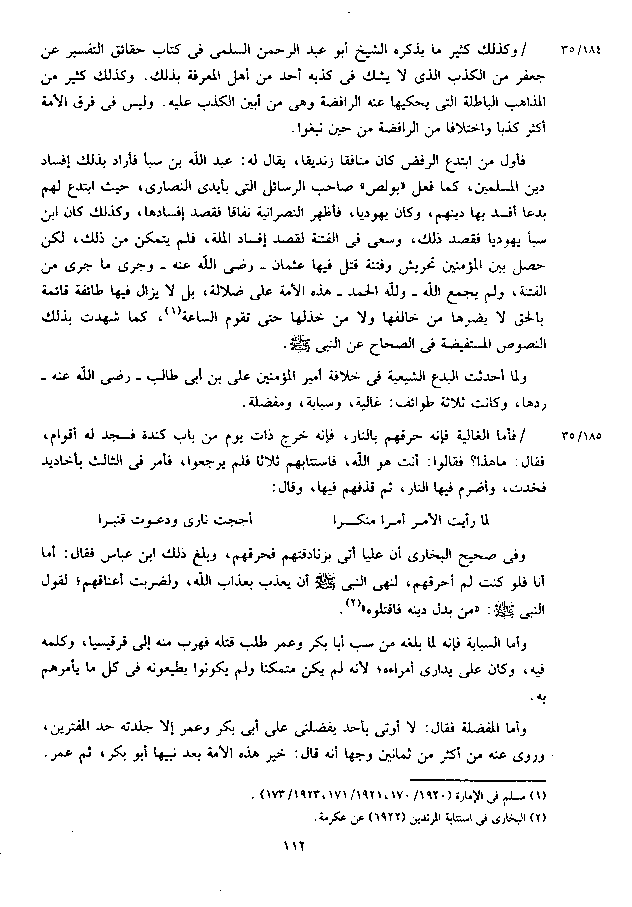 ٣٥/١٨٤ / وكذلك كثير ما يذكره الشيخ أبو عبد الرحمن السلمى فى كتاب حقائق التفسير عن
جعفر من الكذب الذى لا يشك فى كذبه أحد من أهل المعرفة بذلك. وكذلك كثير من
المذاهب الباطلة التى يحكيها عنه الرافضة وهى من أبين الكذب عليه. وليس فى فرق الأمة
أكثر كذبا واختلافا من الرافضة من حين نبغوا.
فأول من ابتدع الرفض كان منافقا زنديقا، يقال له: عبد الله بن سبأ فأراد بذلك إفساد
دين المسلمين، كما فعل «بولص» صاحب الرسائل التى بأيدى النصارى، حيث ابتدع لهم
بدعا أفسد بها دينهم، وكان يهوديا، فأظهر النصرانية نفاقا فقصد إفسادها، وكذلك كان ابن
سبأ يهوديا فقصد ذلك، وسعى فى الفتنة لقصد إفساد الملة، فلم يتمكن من ذلك، لكن
حصل بين المؤمنين تحريش وفتنة قتل فيها عثمان ـ رضى الله عنه ـ وجرى ما جرى من
الفتنة، ولم يجمع الله ـ ولله الحمد ـ هذه الأمة على ضلالة، بل لا يزال فيها طائفة قائمة
بالحق لا يضرها من خالفها ولا من خذلها حتى تقوم الساعة(١)، كما شهدت بذلك
النصوص المستفيضة فى الصحاح عن النبى ﷺ.
ولما أحدثت البدع الشيعية فى خلافة أمير المؤمنين على بن أبى طالب ـ رضى الله عنه ـ
ردها، وكانت ثلاثة طوائف: غالية، وسبابة، ومفضلة.
٣٥/١٨٥ / فأما الغالية فإنه حرقهم بالنار، فإنه خرج ذات يوم من باب كندة فسجد له أقوام،
فقال: ماهذا؟ فقالوا: أنت هو الله، فاستتابهم ثلاثا فلم يرجعوا، فأمر فى الثالث بأخاديد
فخدت، وأضرم فيها النار، ثم قذفهم فيها، وقال:
لما رأيت الأمر أمرا منكـرا أججت نارى ودعـوت قنبـرا
وفى صحيح البخارى أن عليا أتى بزنادقتهم فحرقهم، وبلغ ذلك ابن عباس فقال: أما
أنا فلو كنت لم أحرقهم، لنهى النبى ﷺ أن يعذب بعذاب الله، ولضربت أعناقهم؛ لقول
النبى ﷺ: «من بدل دينه فاقتلوه»(٢).
وأما السبابة فإنه لما بلغه من سب أبا بكر وعمر طلب قتله فهرب منه إلى قرقيسيا، وكلمه
فيه، وكان على يدارى أمراءه؛ لأنه لم يكن متمكنا ولم يكونوا يطيعونه فى كل ما يأمرهم
به.
وأما المفضلة فقال: لا أوتى بأحد يفضلنى على أبى بكر وعمر إلا جلدته حد المفترين،
وروى عنه من أكثر من ثمانين وجها أنه قال: خير هذه الأمة بعد نبيها أبو بكر، ثم عمر.
(١) مسلم فى الإمارة (١٩٢٠/ ١٧٠، ١٩٢١/ ١٧١، ١٩٢٣/ ١٧٣) .
(٢) البخارى فى استتابة المرتدين (١٩٢٢) عن عكرمة.
١١٢